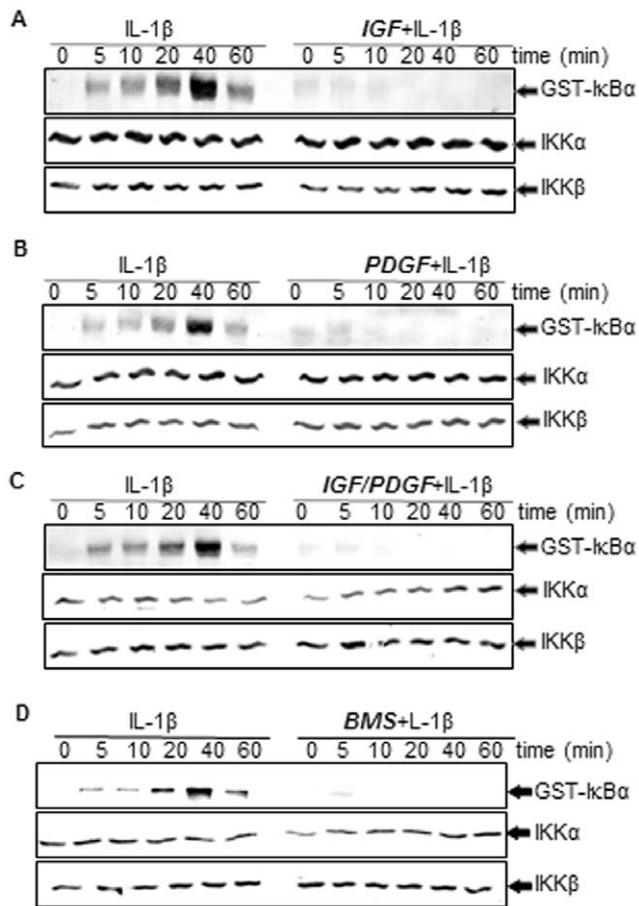 A
IL-1β IGF+IL-1β
0 5 10 20 40 60 0 5 10 20 40 60 time (min)
GST-IκBα
IKKα
IKKβ
B
IL-1β PDGF+IL-1β
0 5 10 20 40 60 0 5 10 20 40 60 time (min)
GST-IκBα
IKKα
IKKβ
C
IL-1β IGF/PDGF+IL-1β
0 5 10 20 40 60 0 5 10 20 40 60 time (min)
GST-IκBα
IKKα
IKKβ
D
IL-1β BMS+L-1β
0 5 10 20 40 60 0 5 10 20 40 60 time (min)
GST-IκBα
IKKα
IKKβ